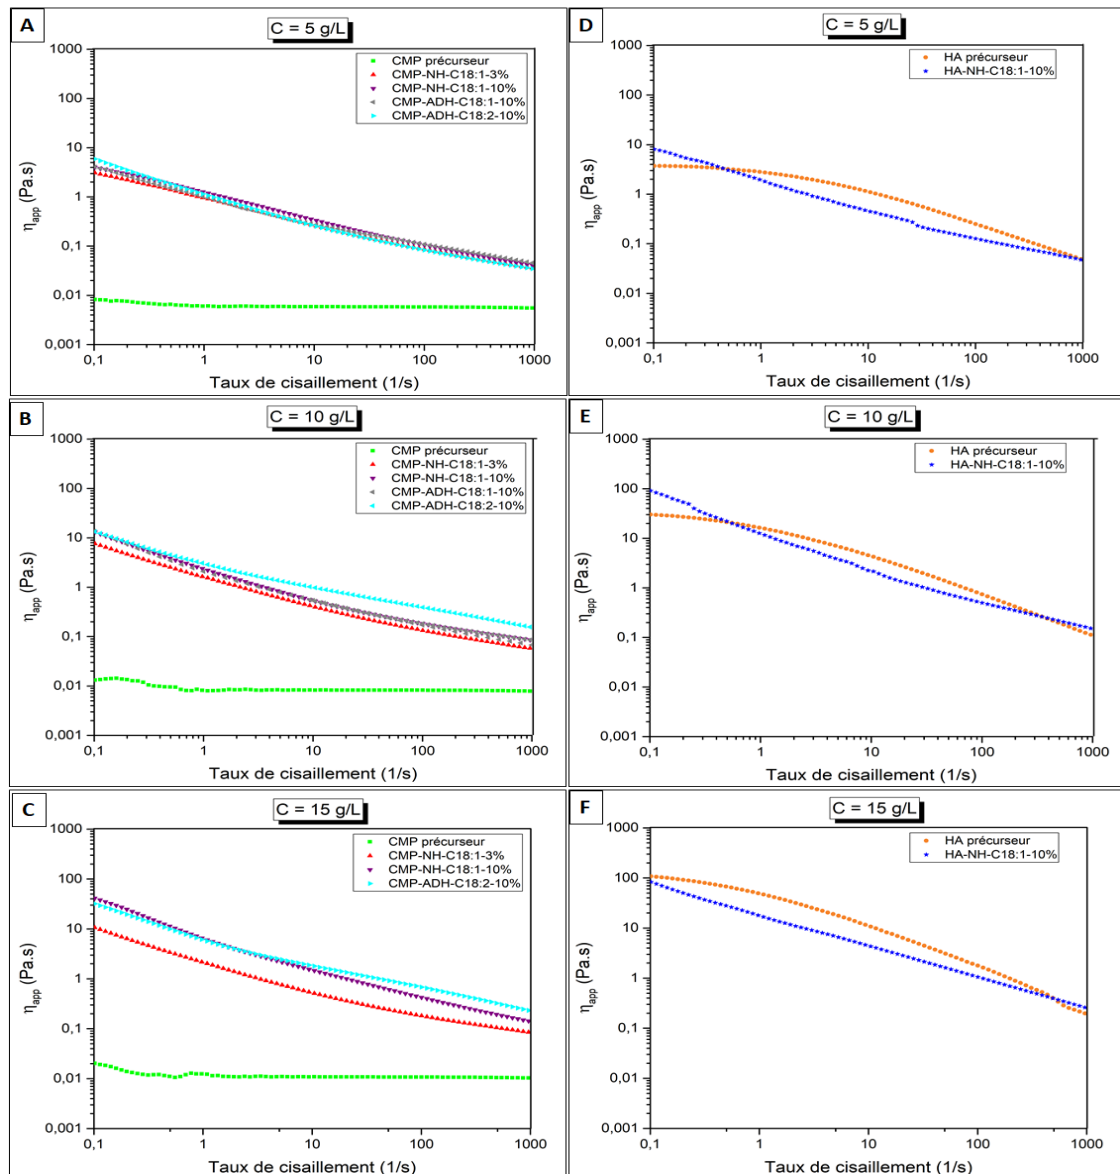 A
C = 5 g/L
1000
100
10
1
0,1
0,01
0,001
η_app (Pa.s)
CMP précurseur
CMP-NH-C18:1-3%
CMP-NH-C18:1-10%
CMP-ADH-C18:1-10%
CMP-ADH-C18:2-10%
0,1 1 10 100 1000
Taux de cisaillement (1/s)
D
C = 5 g/L
1000
100
10
1
0,1
0,01
0,001
η_app (Pa.s)
HA précurseur
HA-NH-C18:1-10%
0,1 1 10 100 1000
Taux de cisaillement (1/s)
B
C = 10 g/L
1000
100
10
1
0,1
0,01
0,001
η_app (Pa.s)
CMP précurseur
CMP-NH-C18:1-3%
CMP-NH-C18:1-10%
CMP-ADH-C18:1-10%
CMP-ADH-C18:2-10%
0,1 1 10 100 1000
Taux de cisaillement (1/s)
E
C = 10 g/L
1000
100
10
1
0,1
0,01
0,001
η_app (Pa.s)
HA précurseur
HA-NH-C18:1-10%
0,1 1 10 100 1000
Taux de cisaillement (1/s)
C
C = 15 g/L
1000
100
10
1
0,1
0,01
0,001
η_app (Pa.s)
CMP précurseur
CMP-NH-C18:1-3%
CMP-NH-C18:1-10%
CMP-ADH-C18:2-10%
0,1 1 10 100 1000
Taux de cisaillement (1/s)
F
C = 15 g/L
1000
100
10
1
0,1
0,01
0,001
η_app (Pa.s)
HA précurseur
HA-NH-C18:1-10%
0,1 1 10 100 1000
Taux de cisaillement (1/s)